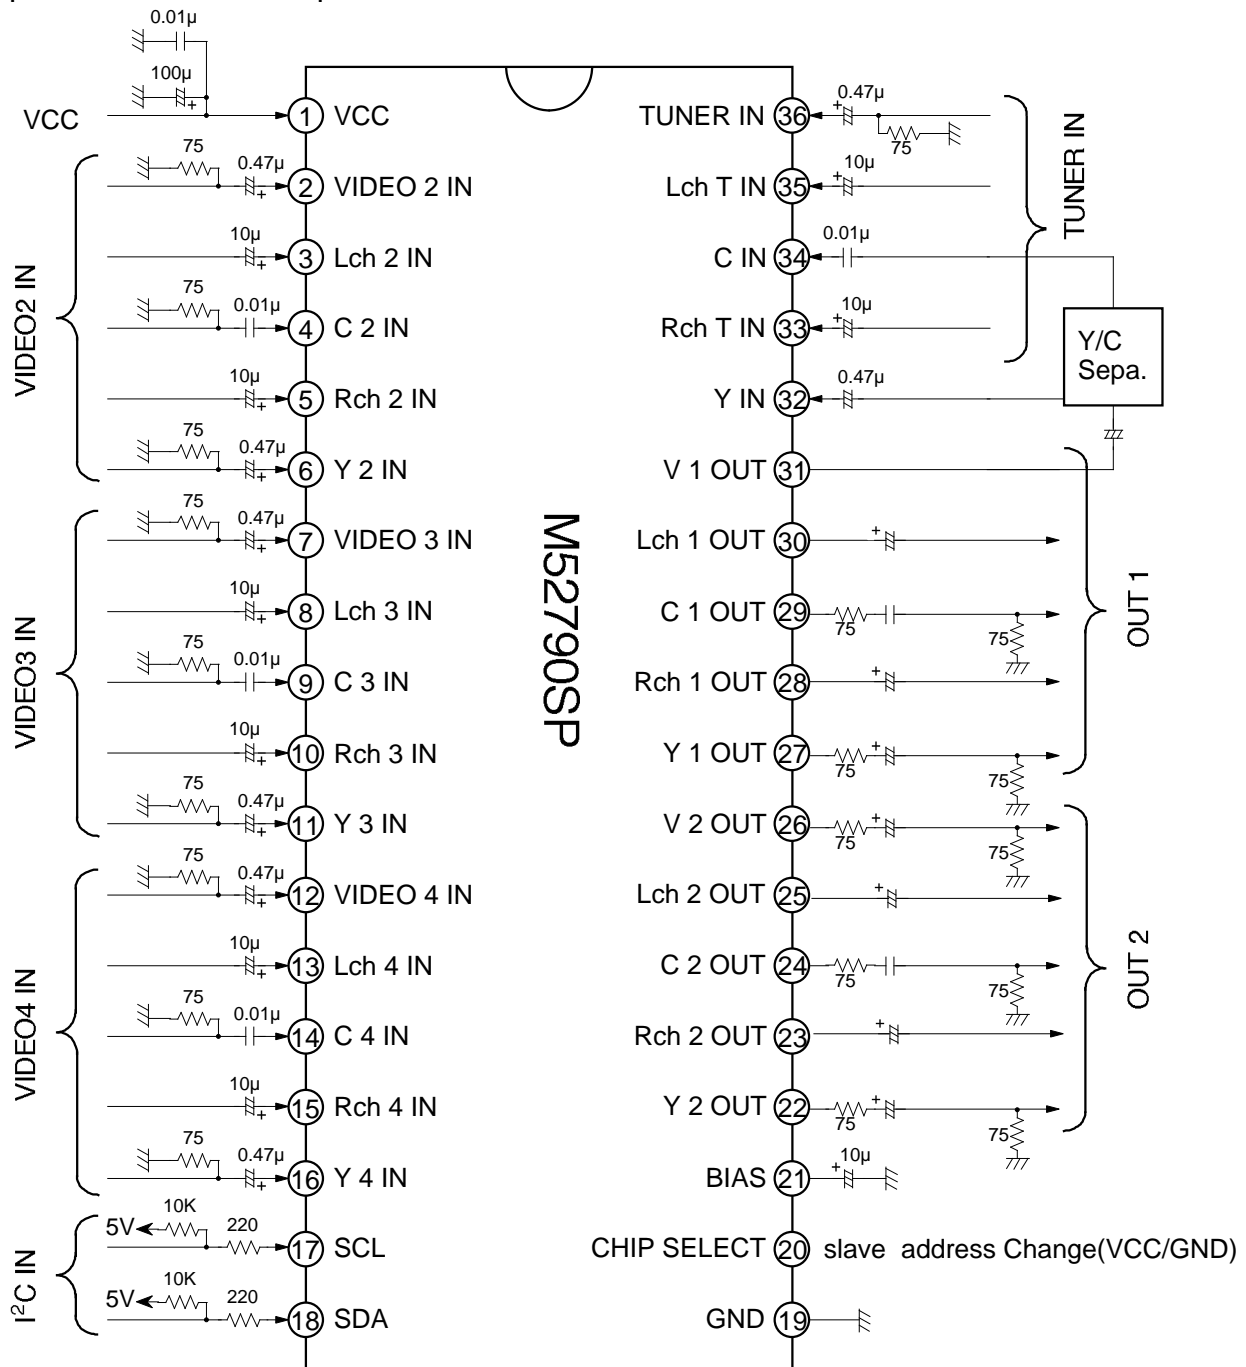 0.01µ
100µ
VCC
1 VCC
VIDEO2 IN
75
0.47µ
2 VIDEO 2 IN
10µ
3 Lch 2 IN
75
0.01µ
4 C 2 IN
10µ
5 Rch 2 IN
75
0.47µ
6 Y 2 IN
VIDEO3 IN
75
0.47µ
7 VIDEO 3 IN
10µ
8 Lch 3 IN
75
0.01µ
9 C 3 IN
10µ
10 Rch 3 IN
75
0.47µ
11 Y 3 IN
VIDEO4 IN
75
0.47µ
12 VIDEO 4 IN
10µ
13 Lch 4 IN
75
0.01µ
14 C 4 IN
10µ
15 Rch 4 IN
75
0.47µ
16 Y 4 IN
I²C IN
10K
5V
220
17 SCL
10K
5V
220
18 SDA
M52790SP
TUNER IN 36
0.47µ
75
Lch T IN 35
10µ
C IN 34
0.01µ
Rch T IN 33
10µ
Y IN 32
0.47µ
TUNER IN
Y/C
Sepa.
V 1 OUT 31
Lch 1 OUT 30
C 1 OUT 29
75
75
Rch 1 OUT 28
Y 1 OUT 27
75
75
OUT 1
V 2 OUT 26
75
75
Lch 2 OUT 25
C 2 OUT 24
75
75
Rch 2 OUT 23
Y 2 OUT 22
75
75
OUT 2
BIAS 21
10µ
CHIP SELECT 20 slave address Change(VCC/GND)
GND 19